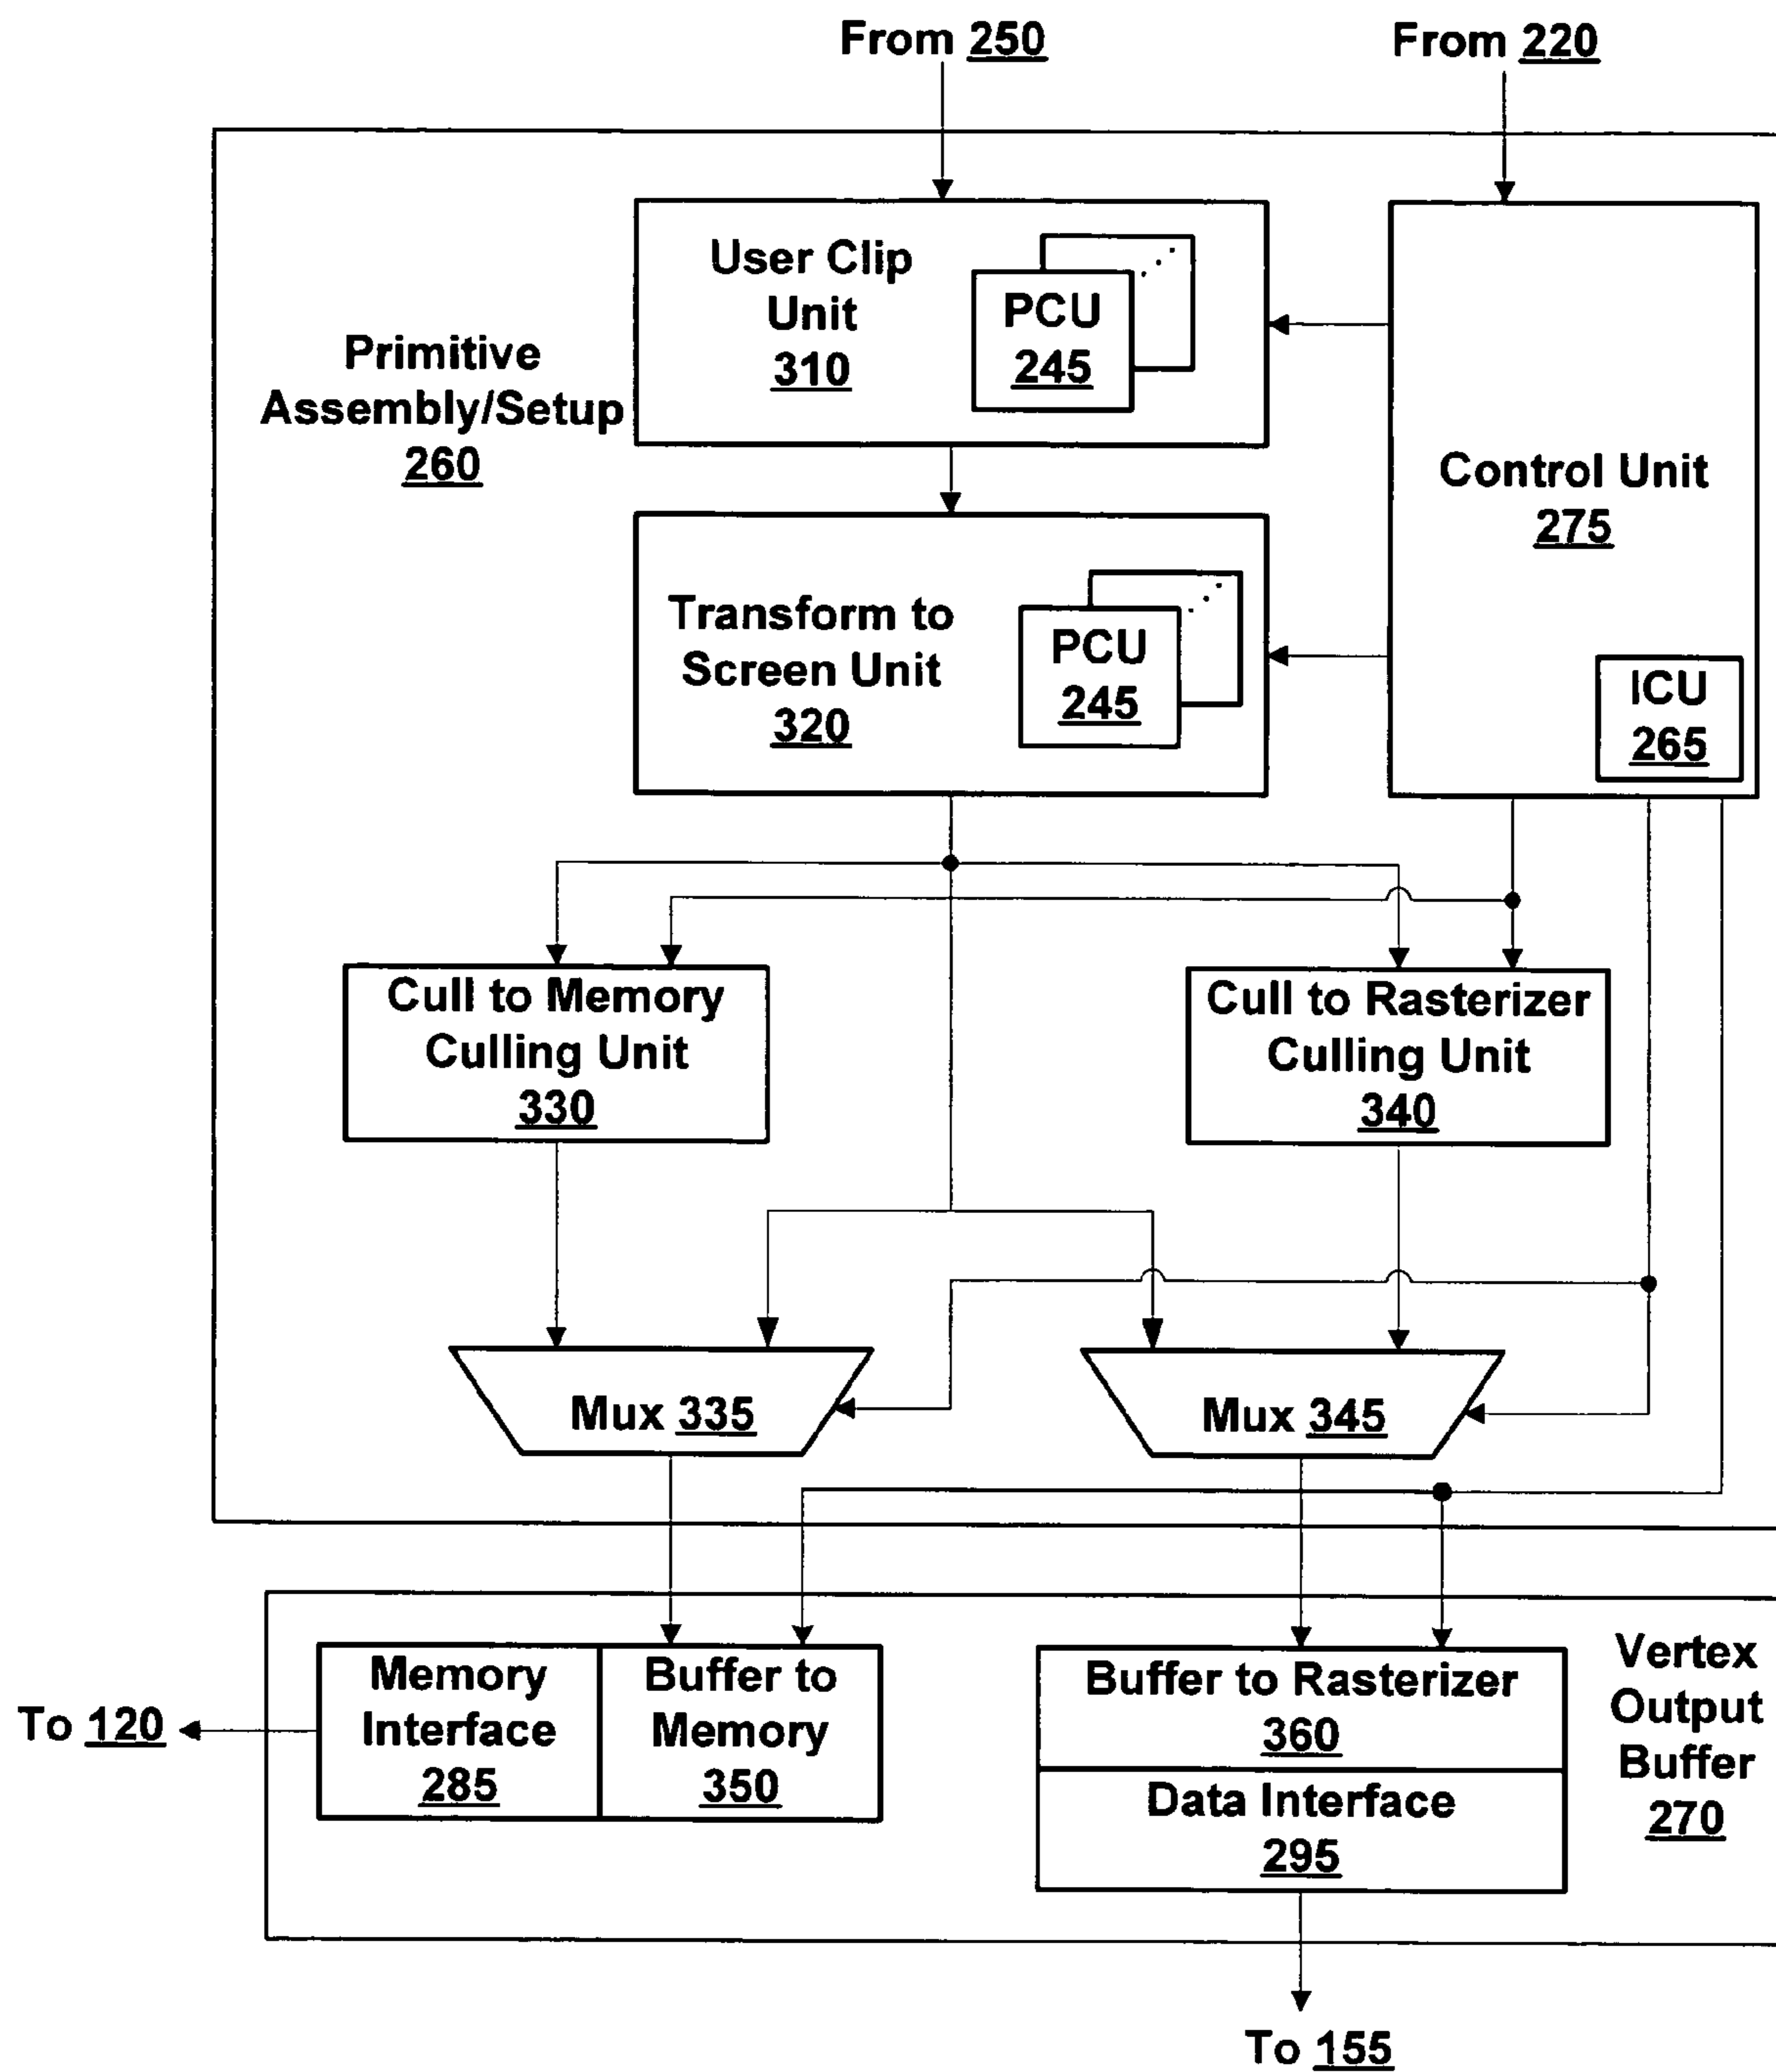 From 250
From 220
User Clip
Unit
310
PCU
245
Primitive
Assembly/Setup
260
Control Unit
275
Transform to
Screen Unit
320
PCU
245
ICU
265
Cull to Memory
Culling Unit
330
Cull to Rasterizer
Culling Unit
340
Mux 335
Mux 345
Memory
Interface
285
Buffer to
Memory
350
Buffer to Rasterizer
360
Data Interface
295
Vertex
Output
Buffer
270
To 120
To 155